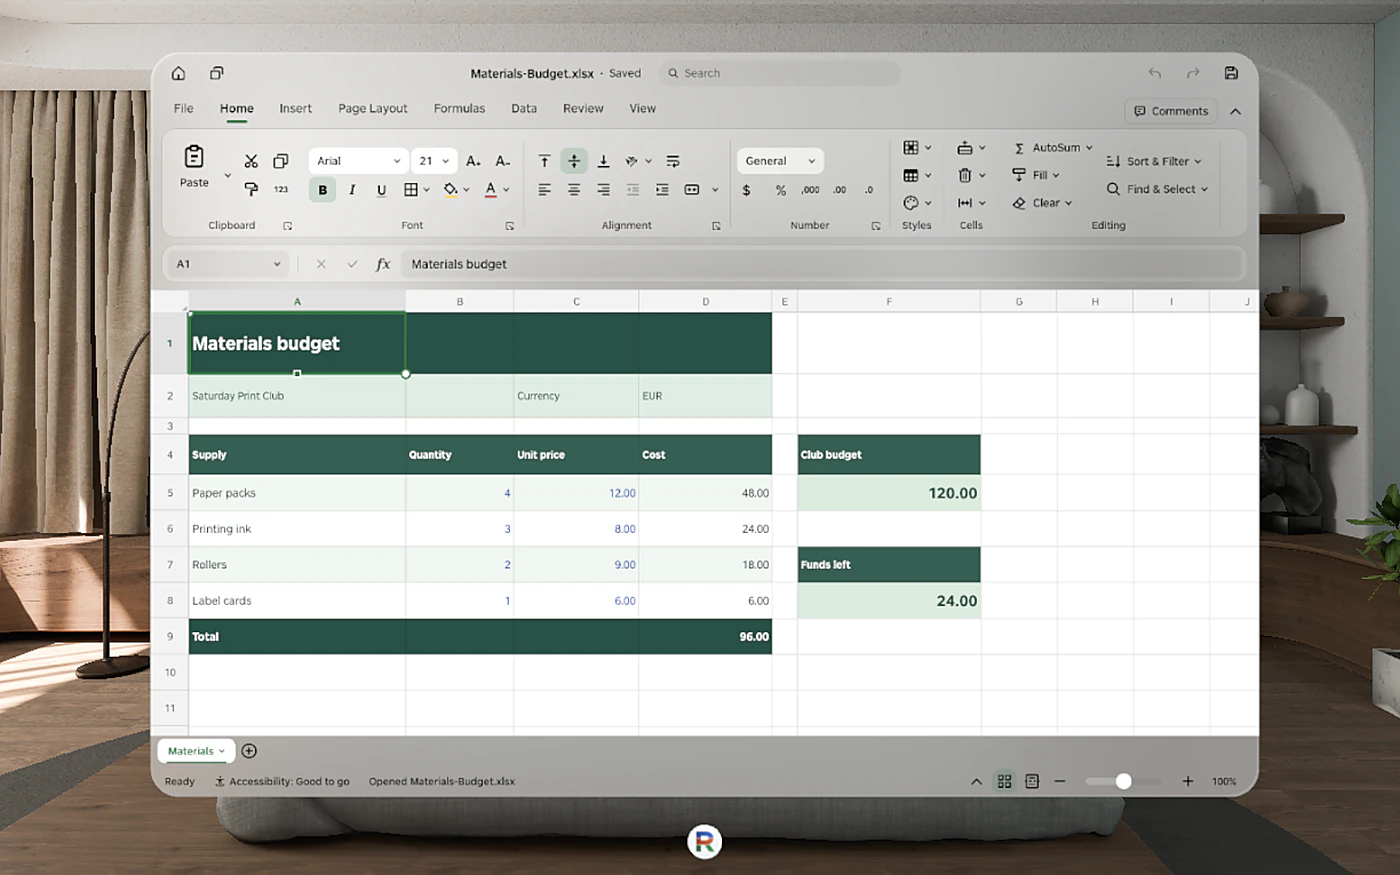 Materials-Budget.xlsx · Saved
Search
File Home Insert Page Layout Formulas Data Review View
Comments
Paste
Arial 21 A+ A-
General
AutoSum
Sort & Filter
Fill
123
B I U A
$ % ,000 .00 .0
Find & Select
Clear
Clipboard Font Alignment Number Styles Cells Editing
A1 fx Materials budget
A B C D E F G H I J
1 Materials budget
2 Saturday Print Club Currency EUR
3
4 Supply Quantity Unit price Cost Club budget
5 Paper packs 4 12.00 48.00 120.00
6 Printing ink 3 8.00 24.00
7 Rollers 2 9.00 18.00 Funds left
8 Label cards 1 6.00 6.00 24.00
9 Total 96.00
10
11
Materials
Ready Accessibility: Good to go Opened Materials-Budget.xlsx 100%
R